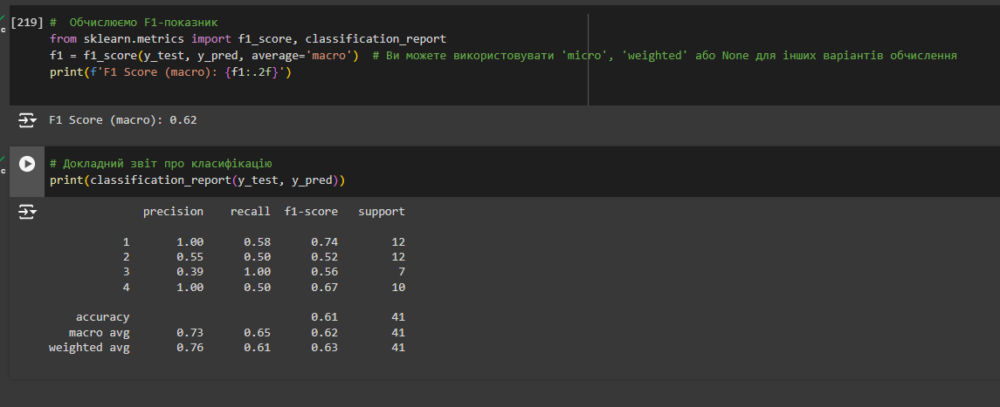 [219] #  Обчислюємо F1-показник
from sklearn.metrics import f1_score, classification_report
f1 = f1_score(y_test, y_pred, average='macro')  # Ви можете використовувати 'micro', 'weighted' або None для інших варіантів обчислення
print(f'F1 Score (macro): {f1:.2f}')
F1 Score (macro): 0.62
# Докладний звіт про класифікацію
print(classification_report(y_test, y_pred))
precision recall f1-score support
1 1.00 0.58 0.74 12
2 0.55 0.50 0.52 12
3 0.39 1.00 0.56 7
4 1.00 0.50 0.67 10
accuracy 0.61 41
macro avg 0.73 0.65 0.62 41
weighted avg 0.76 0.61 0.63 41